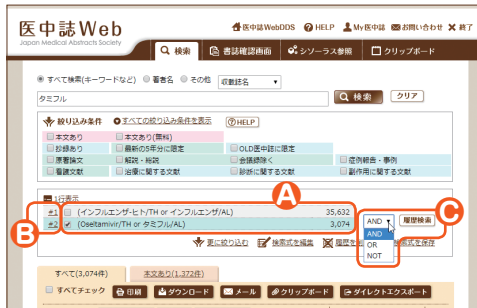 医中誌Web
Japan Medical Abstracts Society
医中誌WebDDS HELP My医中誌 お問い合わせ 終了
検索 書誌確認画面 シソーラス参照 クリップボード
すべて検索(キーワードなど) 著者名 その他 収載誌名
タミフル 検索 クリア
絞り込み条件 すべての絞り込み条件を表示 HELP
本文あり 本文あり(無料)
抄録あり 最新の5年分に限定 OLD医中誌に限定
原著論文 解説・総説 会議録除く 症例報告・事例
看護文献 治療に関する文献 診断に関する文献 副作用に関する文献
A
1行表示
#1 (インフルエンザ-ヒト/TH or インフルエンザ/AL) 35,632
#2 (Oseltamivir/TH or タミフル/AL) 3,074
B
AND 履歴検索
C
AND
OR
NOT
更に絞り込む 検索式を編集 履歴を 検索式を保存
すべて(3,074件) 本文あり(1,372件)
すべてチェック 印刷 ダウンロード メール クリップボード ダイレクトエクスポート